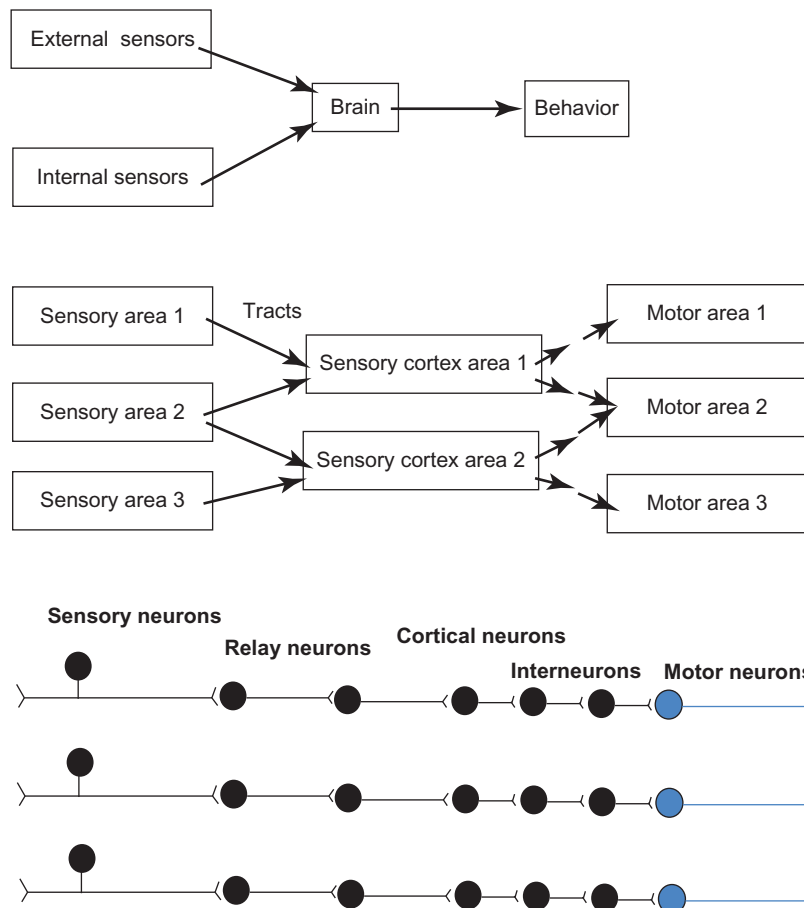 External sensors
Brain
Behavior
Internal sensors
Sensory area 1
Tracts
Motor area 1
Sensory cortex area 1
Sensory area 2
Motor area 2
Sensory cortex area 2
Sensory area 3
Motor area 3
Sensory neurons
Relay neurons
Cortical neurons
Interneurons
Motor neurons